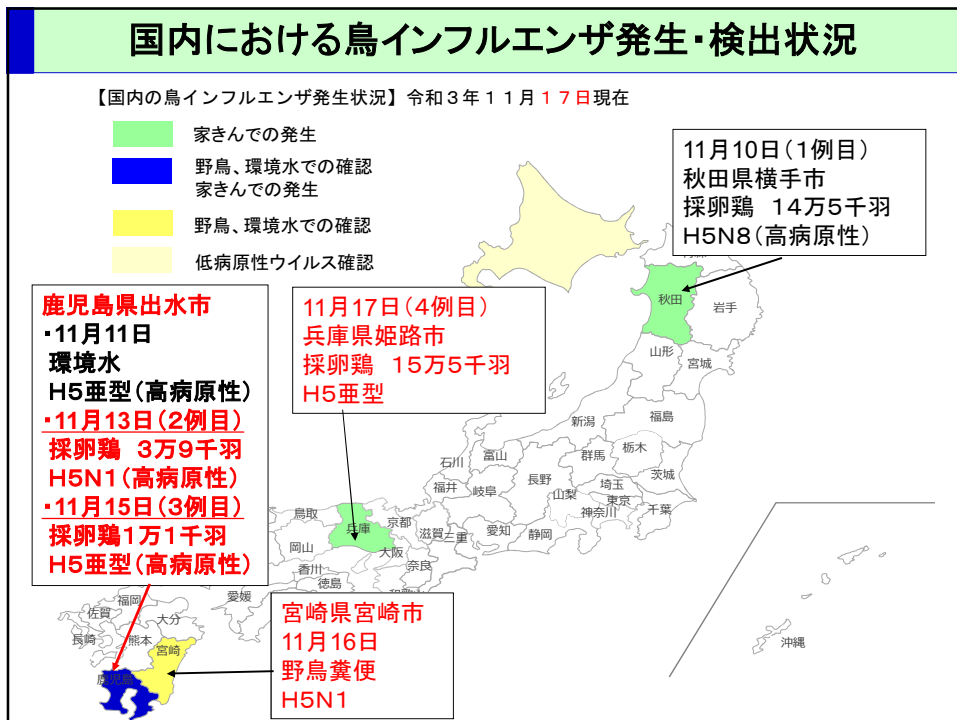 国内における鳥インフルエンザ発生・検出状況
【国内の鳥インフルエンザ発生状況】令和３年１１月１７日現在
家きんでの発生
野鳥、環境水での確認
家きんでの発生
野鳥、環境水での確認
低病原性ウイルス確認
11月10日（１例目）
秋田県横手市
採卵鶏　14万５千羽
H5N8（高病原性）
鹿児島県出水市
・11月11日
環境水
H5亜型（高病原性）
・11月13日（２例目）
採卵鶏　3万9千羽
H5N1（高病原性）
・11月15日（３例目）
採卵鶏1万1千羽
H5亜型（高病原性）
11月17日（４例目）
兵庫県姫路市
採卵鶏　15万５千羽
H5亜型
宮崎県宮崎市
11月16日
野鳥糞便
H5N1
秋田
岩手
山形
宮城
新潟
福島
石川
富山
群馬
栃木
福井
岐阜
長野
山梨
埼玉
茨城
東京
神奈川
千葉
鳥取
兵庫
京都
滋賀
三重
愛知
静岡
岡山
大阪
奈良
香川
徳島
愛媛
福岡
佐賀
大分
長崎
熊本
宮崎
鹿児島
沖縄